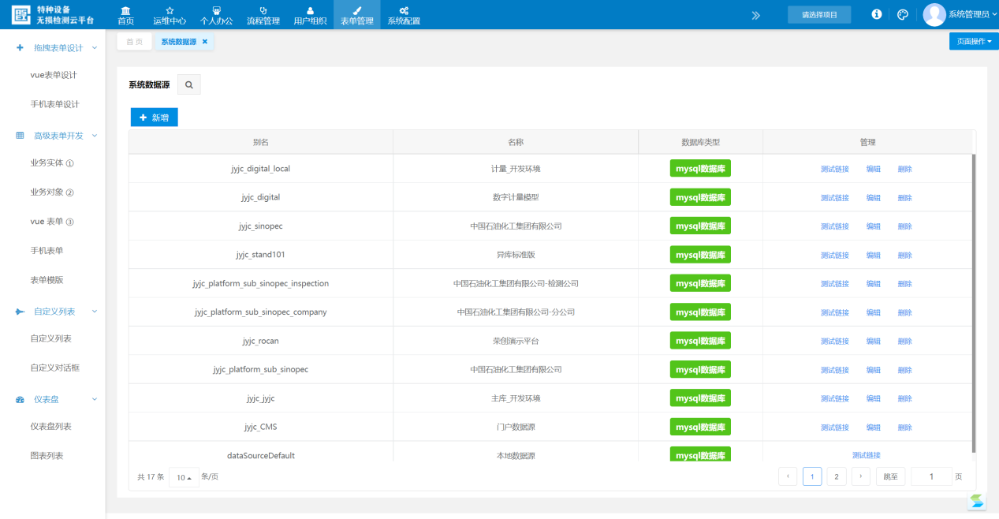 特种设备
无损检测云平台
首页
运维中心
个人办公
流程管理
用户组织
表单管理
系统配置
请选择项目
系统管理员
拖拽表单设计
vue表单设计
手机表单设计
高级表单开发
业务实体 ①
业务对象 ②
vue 表单 ③
手机表单
表单模版
自定义列表
自定义列表
自定义对话框
仪表盘
仪表盘列表
图表列表
首 页
系统数据源 ×
页面操作
系统数据源
+ 新增
别名 名称 数据库类型 管理
jyjc_digital_local 计量_开发环境 mysql数据库 测试链接 编辑 删除
jyjc_digital 数字计量模型 mysql数据库 测试链接 编辑 删除
jyjc_sinopec 中国石油化工集团有限公司 mysql数据库 测试链接 编辑 删除
jyjc_stand101 异库标准版 mysql数据库 测试链接 编辑 删除
jyjc_platform_sub_sinopec_inspection 中国石油化工集团有限公司-检测公司 mysql数据库 测试链接 编辑 删除
jyjc_platform_sub_sinopec_company 中国石油化工集团有限公司-分公司 mysql数据库 测试链接 编辑 删除
jyjc_rocan 荣创演示平台 mysql数据库 测试链接 编辑 删除
jyjc_platform_sub_sinopec 中国石油化工集团有限公司 mysql数据库 测试链接 编辑 删除
jyjc_jyjc 主库_开发环境 mysql数据库 测试链接 编辑 删除
jyjc_CMS 门户数据源 mysql数据库 测试链接 编辑 删除
dataSourceDefault 本地数据源 mysql数据库 测试链接
共 17 条 10 条/页 ‹ 1 2 › 跳至 1 页